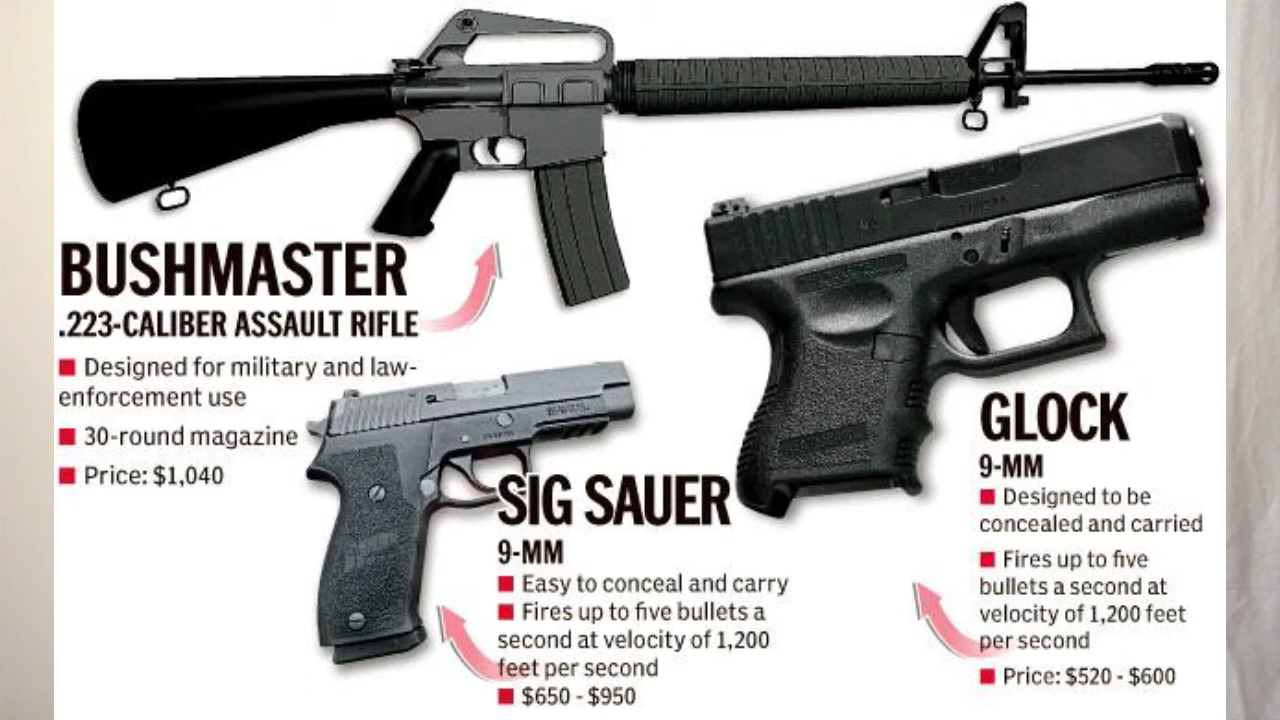 BUSHMASTER
.223-CALIBER ASSAULT RIFLE
Designed for military and law-
enforcement use
30-round magazine
Price: $1,040
SIG SAUER
9-MM
Easy to conceal and carry
Fires up to five bullets a
second at velocity of 1,200
feet per second
$650 - $950
GLOCK
9-MM
Designed to be
concealed and carried
Fires up to five
bullets a second at
velocity of 1,200 feet
per second
Price: $520 - $600